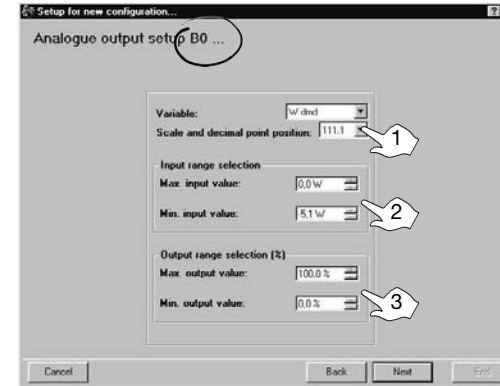 Setup for new configuration...
Analogue output setup B0 ...
Variable: W dmd
Scale and decimal point position: 111.1
1
Input range selection
Max. input value: 0,0 W
2
Min. input value: -5,1 W
Output range selection (%)
Max. output value: 100.0 %
3
Min. output value: 0,0 %
Cancel Back Next End